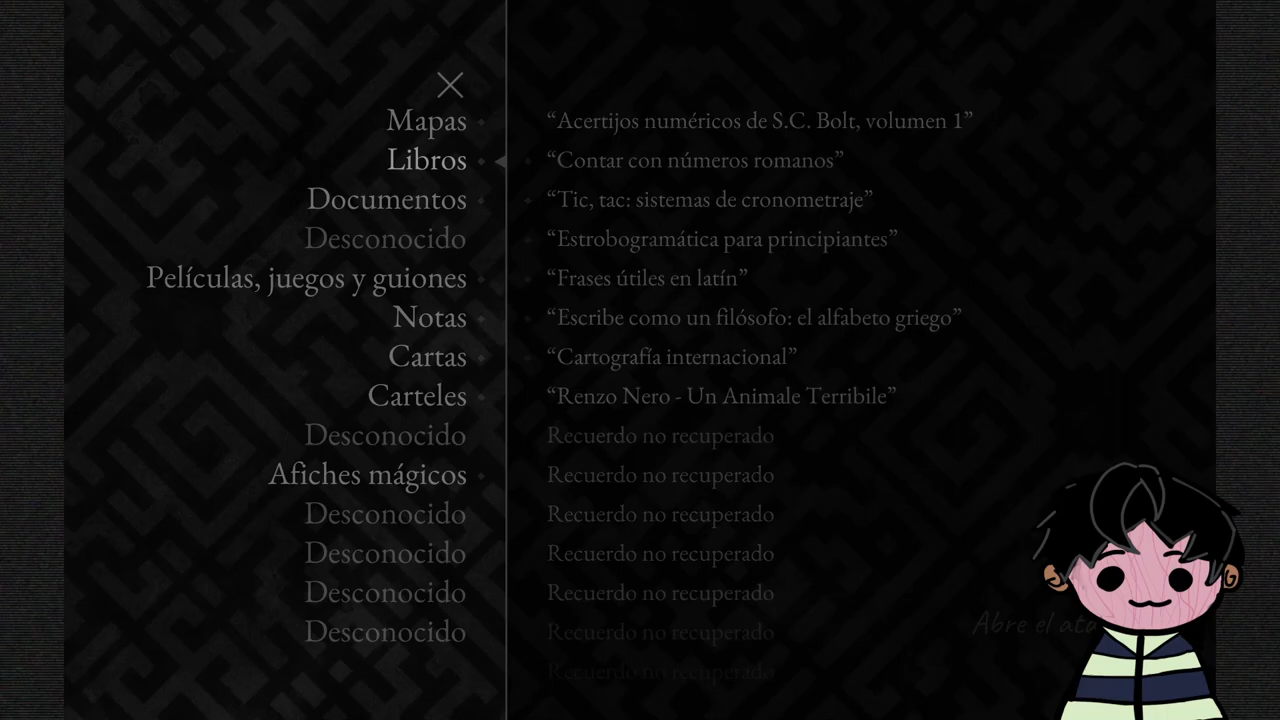 Mapas
Libros
Documentos
Desconocido
Películas, juegos y guiones
Notas
Cartas
Carteles
Desconocido
Afiches mágicos
Desconocido
Desconocido
Desconocido
Desconocido
“Acertijos numéricos de S.C. Bolt, volumen 1”
“Contar con números romanos”
“Tic, tac: sistemas de cronometraje”
“Estrobogramática para principiantes”
“Frases útiles en latín”
“Escribe como un filósofo: el alfabeto griego”
“Cartografía internacional”
“Renzo Nero - Un Animale Terribile”
Recuerdo no recuperado
Recuerdo no recuperado
Recuerdo no recuperado
Recuerdo no recuperado
Recuerdo no recuperado
Recuerdo no recuperado
Recuerdo no recuperado
Abre el